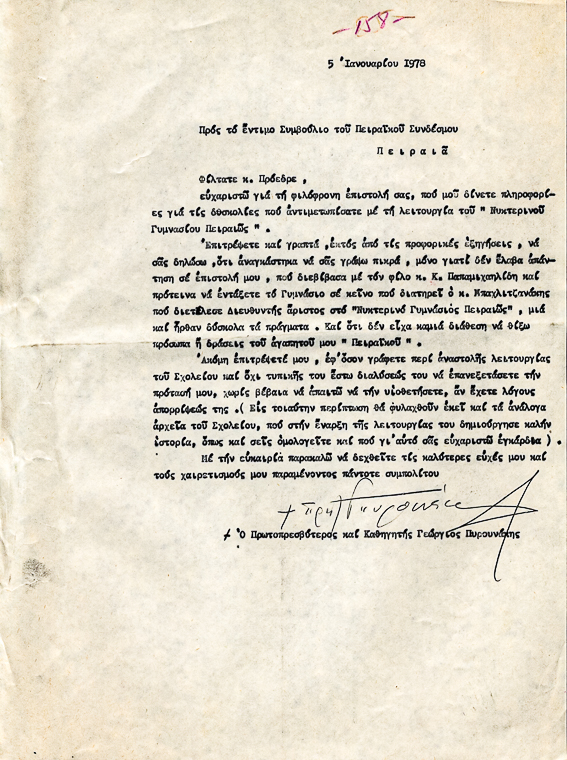 -158-
5 Ἰανουαρίου 1978
Πρός τό ἔντιμο Συμβούλιο τοῦ Πειραϊκοῦ Συνδέσμου
Π ε ι ρ α ι ᾶ
Φίλτατε κ. Πρόεδρε ,
εὐχαριστῶ γιά τή φιλόφρονη ἐπιστολή σας, πού μοῦ δίνετε πληροφορί-
ες γιά τίς δυσκολίες πού ἀντιμετωπίσατε μέ τή λειτουργία τοῦ " Νυκτερινοῦ
Γυμνασίου Πειραιῶς " .
Ἐπιτρέψετε καί γραπτά ,ἐκτός ἀπό τίς προφορικές ἐξηγήσεις , νά
σᾶς δηλώσω ,ὅτι ἀναγκάστηκα νά σᾶς γράψω πικρά , μόνο γιατί δέν ἔλαβα ἀπάν-
τηση σέ ἐπιστολή μου , πού διεβίβασα μέ τόν φίλο κ. Κ. Παπαμιχαηλίδη καί
πρότεινα νά ἐντάξετε τό Γυμνάσιο σέ κεῖνο πού διατηρεῖ ὁ κ. Μπαχλιτζανάκης
πού διετέλεσε Διευθυντής ἄριστος στό "Νυκτερινό Γυμνάσιός Πειραιῶς", μιά
καί ἦρθαν δύσκολα τά πράγματα . Καί ὅτι δέν εἶχα καμιά διάθεση νά θίξω
πρόσωπα ἤ δράσεις τοῦ ἀγαπητοῦ μου " Πειραϊκοῦ " .
Ἀκόμη ἐπιτρέψετέ μου , ἐφ'ὅσον γράφετε περί ἀναστολῆς λειτουργίας
τοῦ Σχολείου καί ὄχι τυπικῆς του ἔστω διαλύσεώς του νά ἐπανεξετάσετε τήν
πρότασή μου, χωρίς βέβαια νά ἀπαιτῶ νά τήν υἱοθετήσετε, ἄν ἔχετε λόγους
ἀπορρίψεώς της .( Εἰς τοιαύτην περίπτωση θά φυλαχθοῦν ἐκεῖ καί τά ἀνάλογα
ἀρχεῖα τοῦ Σχολείου, πού στήν ἔναρξη τῆς λειτουργίας του δημιούργησε καλήν
ἱστορία, ὅπως καί σεῖς ὁμολογεῖτε καί πού γι'αὐτό σᾶς εὐχαριστῶ ἐγκάρδια ) .
Μέ τήν εὐκαιρία παρακαλῶ νά δεχθεῖτε τίς καλύτερες εὐχές μου καί
τούς χαιρετισμούς μου παραμένοντος πάντοτε συμπολίτου
+ Ὁ Πρωτοπρεσβύτερος καί Καθηγητής Γεώργιος Πυρουνάκης